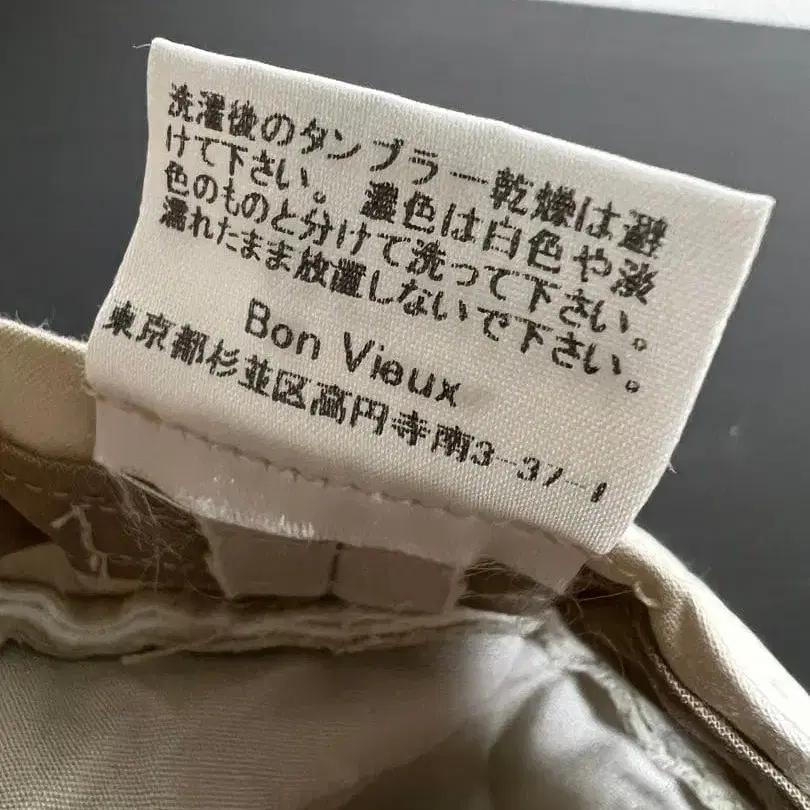 洗濯後のタンブラー乾燥は避
けて下さい。濃色は白色や淡
色のものと分けて洗って下さい。
濡れたまま放置しないで下さい。
Bon Vieux
東京都杉並区高円寺南3-37-1